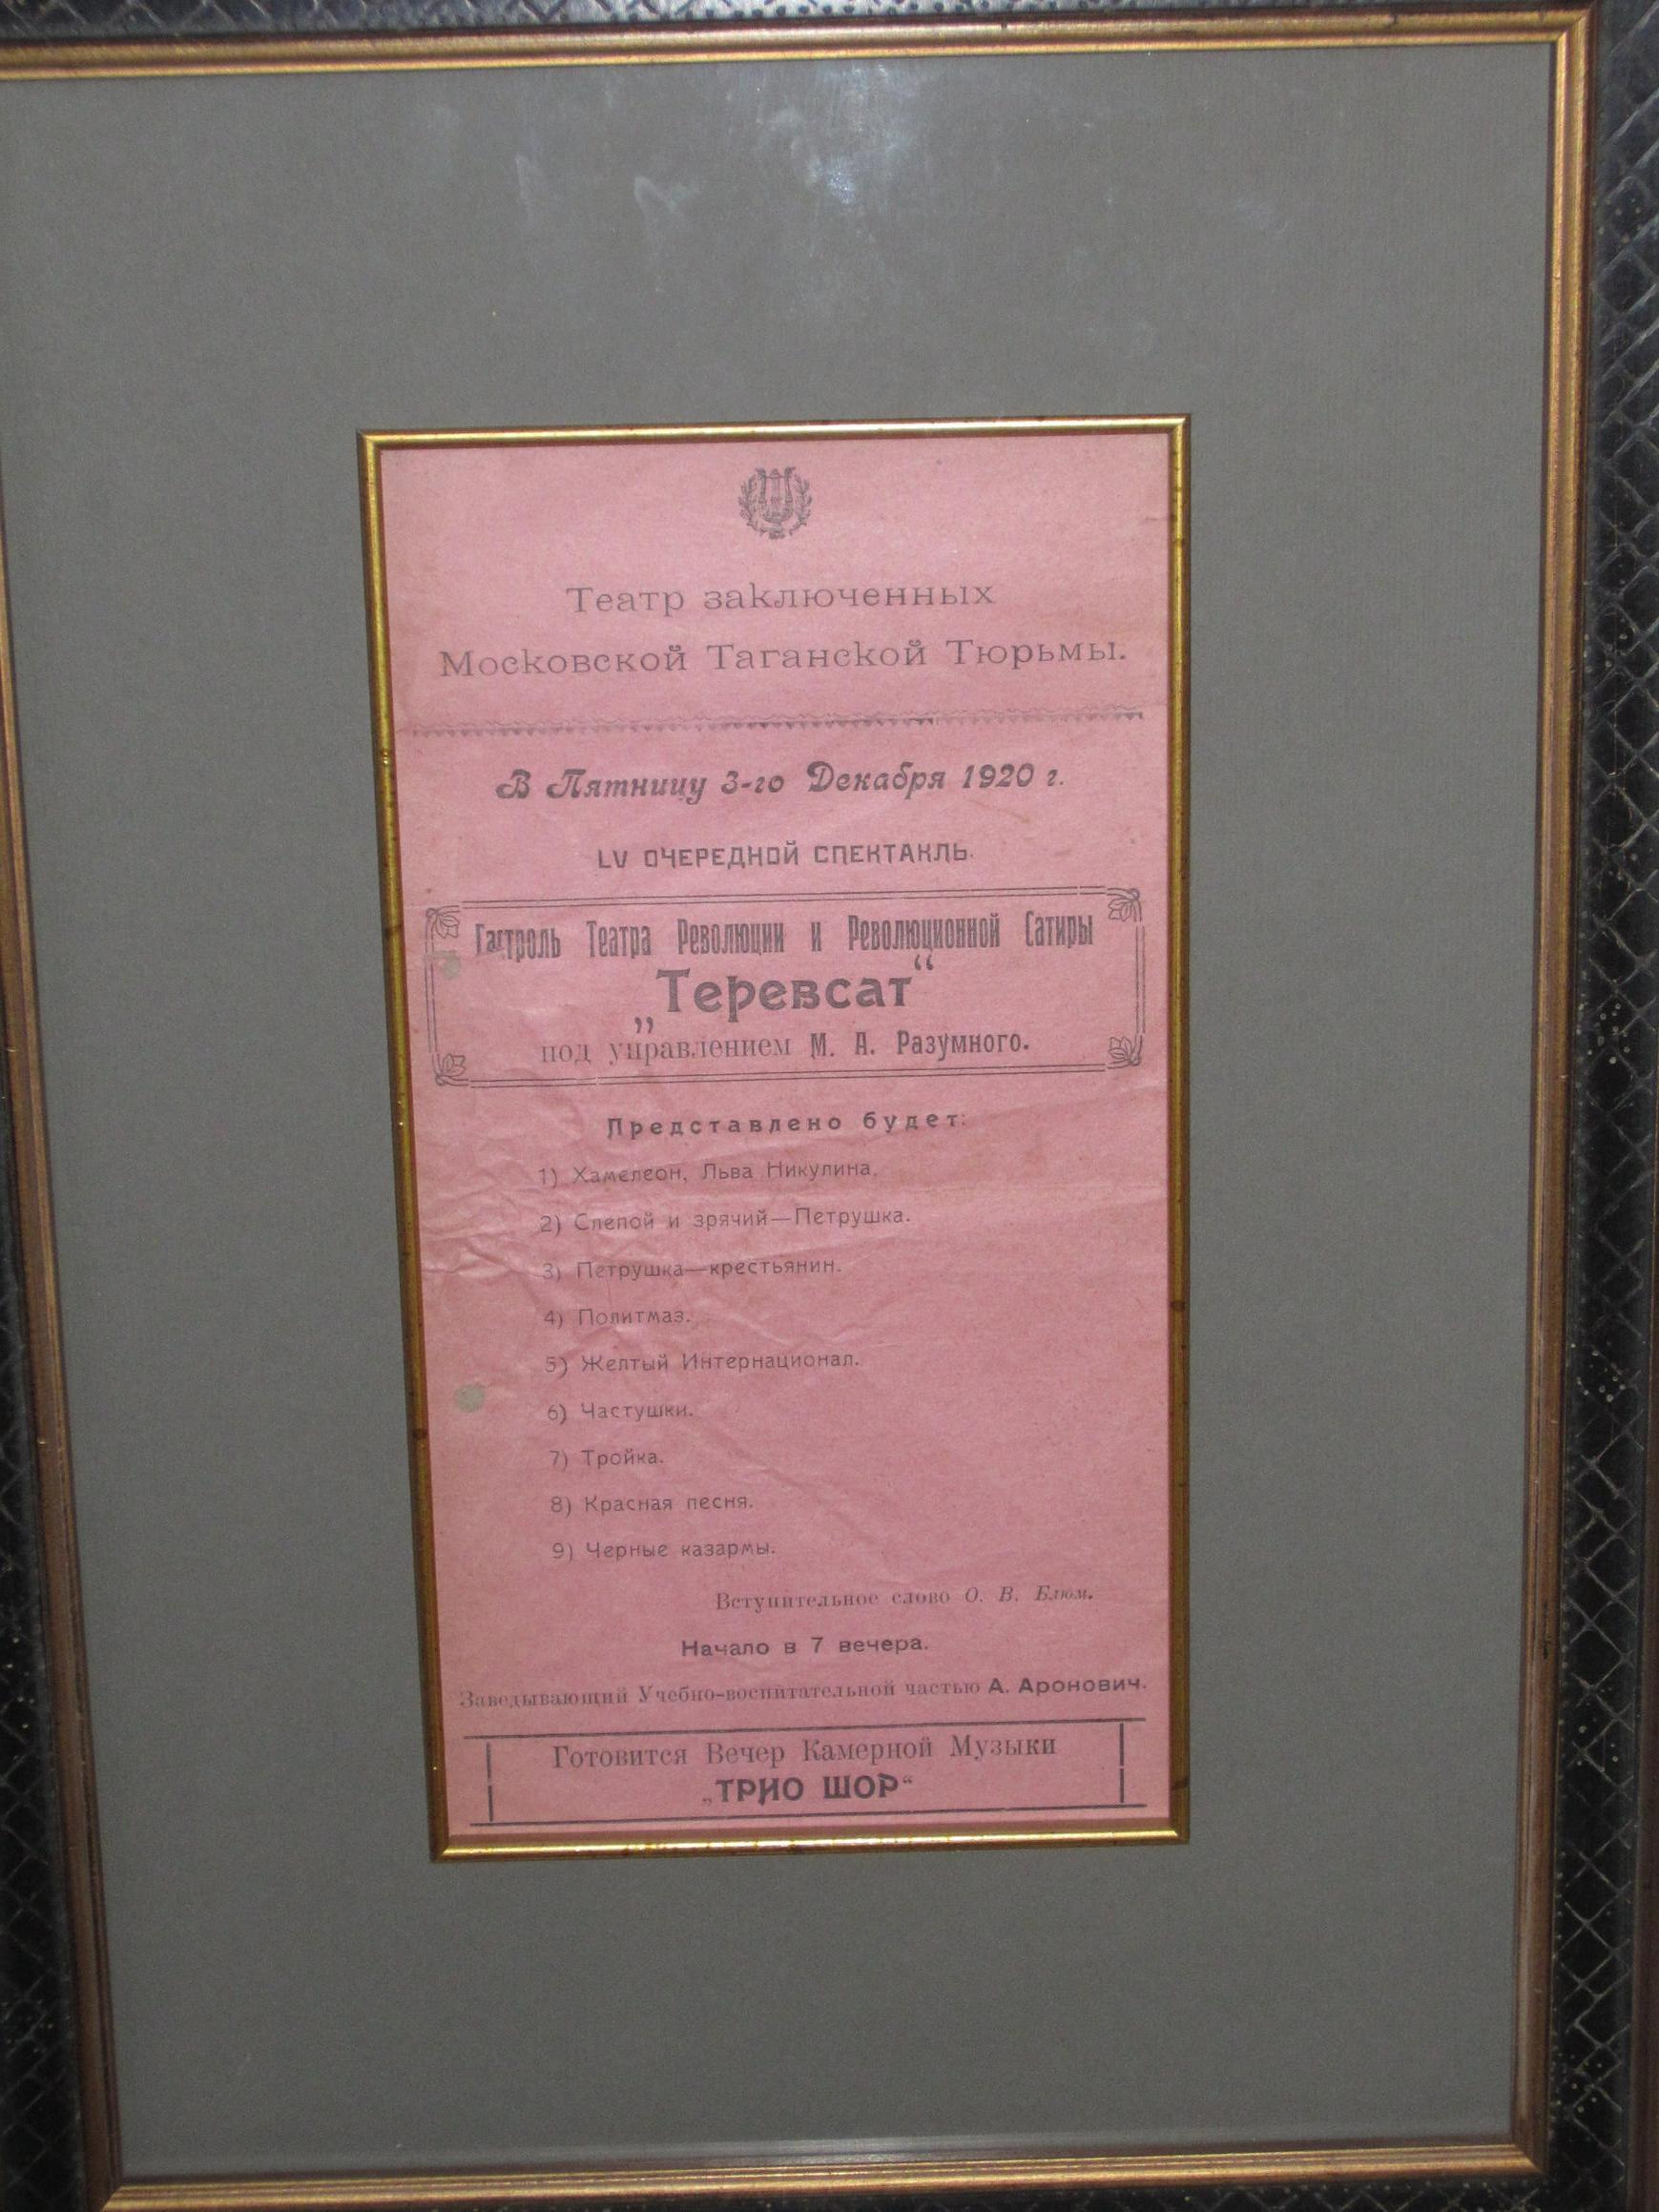 Театр заключенных
Московской Таганской Тюрьмы.
В Пятницу 3-го Декабря 1920 г.
LV ОЧЕРЕДНОЙ СПЕКТАКЛЬ.
Гастроль Театра Революции и Революционной Сатиры
„Теревсат“
под управлением М. А. Разумного.
Представлено будет:
1) Хамелеон, Льва Никулина.
2) Слепой и зрячий—Петрушка.
3) Петрушка—крестьянин.
4) Политмаз.
5) Желтый Интернационал.
6) Частушки.
7) Тройка.
8) Красная песня.
9) Черные казармы.
Вступительное слово О. В. Блюм.
Начало в 7 вечера.
Заведывающий Учебно-воспитательной частью А. Аронович.
Готовится Вечер Камерной Музыки
„ТРИО ШОР“